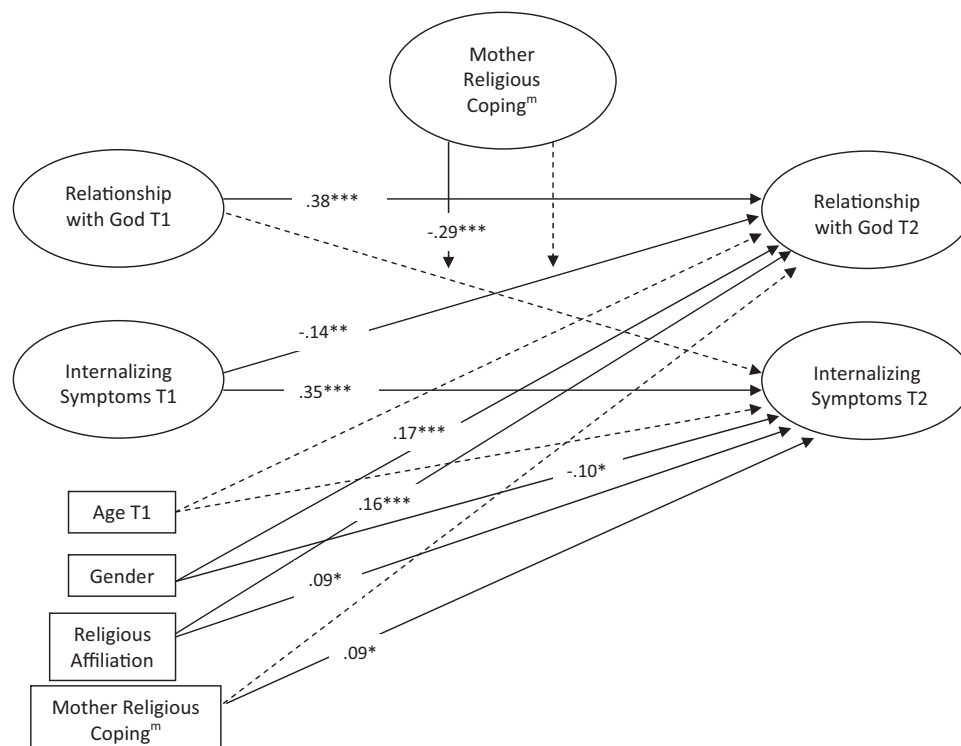 Mother
Religious
Coping^m
Relationship
with God T1
.38***
Relationship
with God T2
-.29***
-.14**
Internalizing
Symptoms T1
.35***
Internalizing
Symptoms T2
.17***
-.10*
Age T1
.16***
Gender
.09*
Religious
Affiliation
.09*
Mother Religious
Coping^m